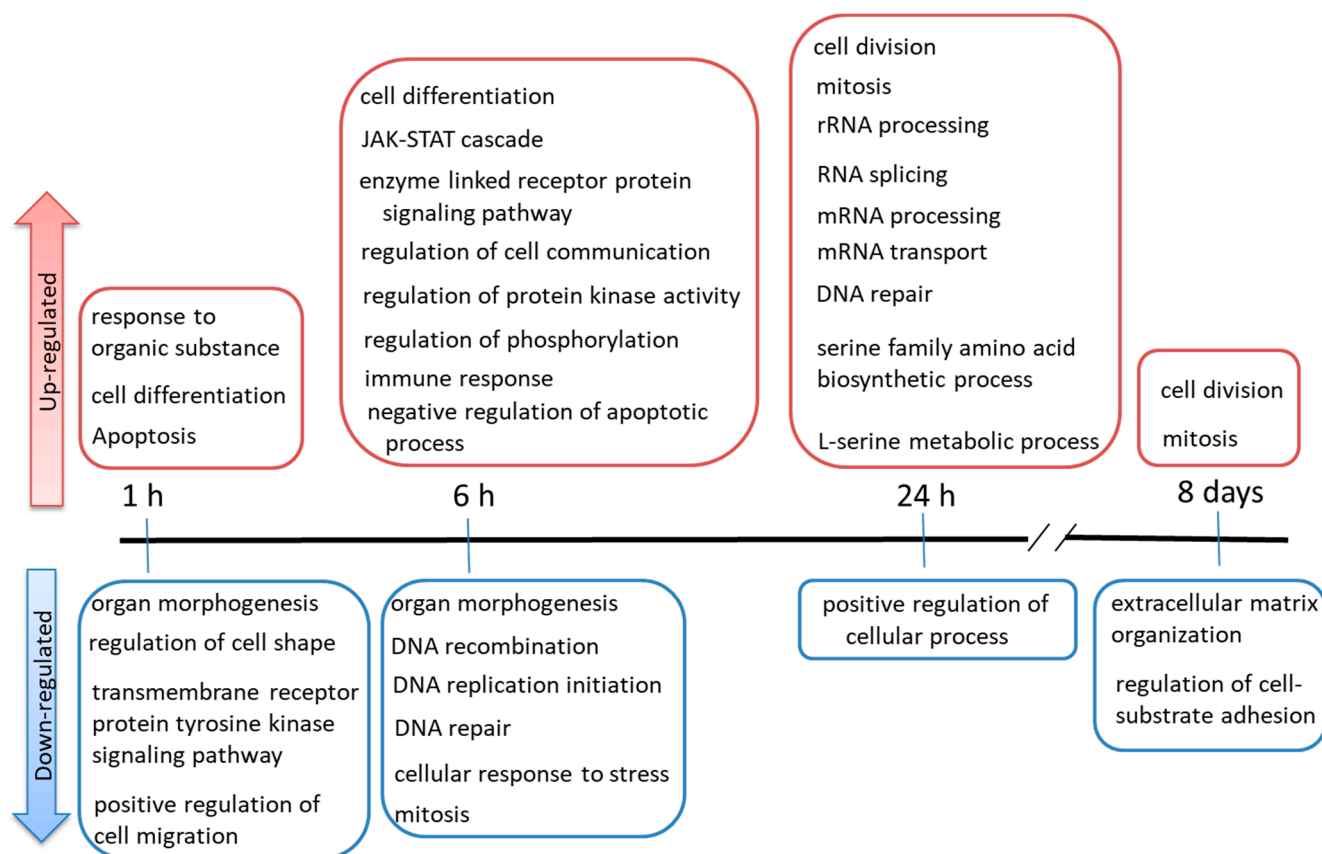 Up-regulated
response to
organic substance
cell differentiation
Apoptosis
cell differentiation
JAK-STAT cascade
enzyme linked receptor protein
signaling pathway
regulation of cell communication
regulation of protein kinase activity
regulation of phosphorylation
immune response
negative regulation of apoptotic
process
cell division
mitosis
rRNA processing
RNA splicing
mRNA processing
mRNA transport
DNA repair
serine family amino acid
biosynthetic process
L-serine metabolic process
cell division
mitosis
1 h
6 h
24 h
8 days
Down-regulated
organ morphogenesis
regulation of cell shape
transmembrane receptor
protein tyrosine kinase
signaling pathway
positive regulation of
cell migration
organ morphogenesis
DNA recombination
DNA replication initiation
DNA repair
cellular response to stress
mitosis
positive regulation of
cellular process
extracellular matrix
organization
regulation of cell-
substrate adhesion